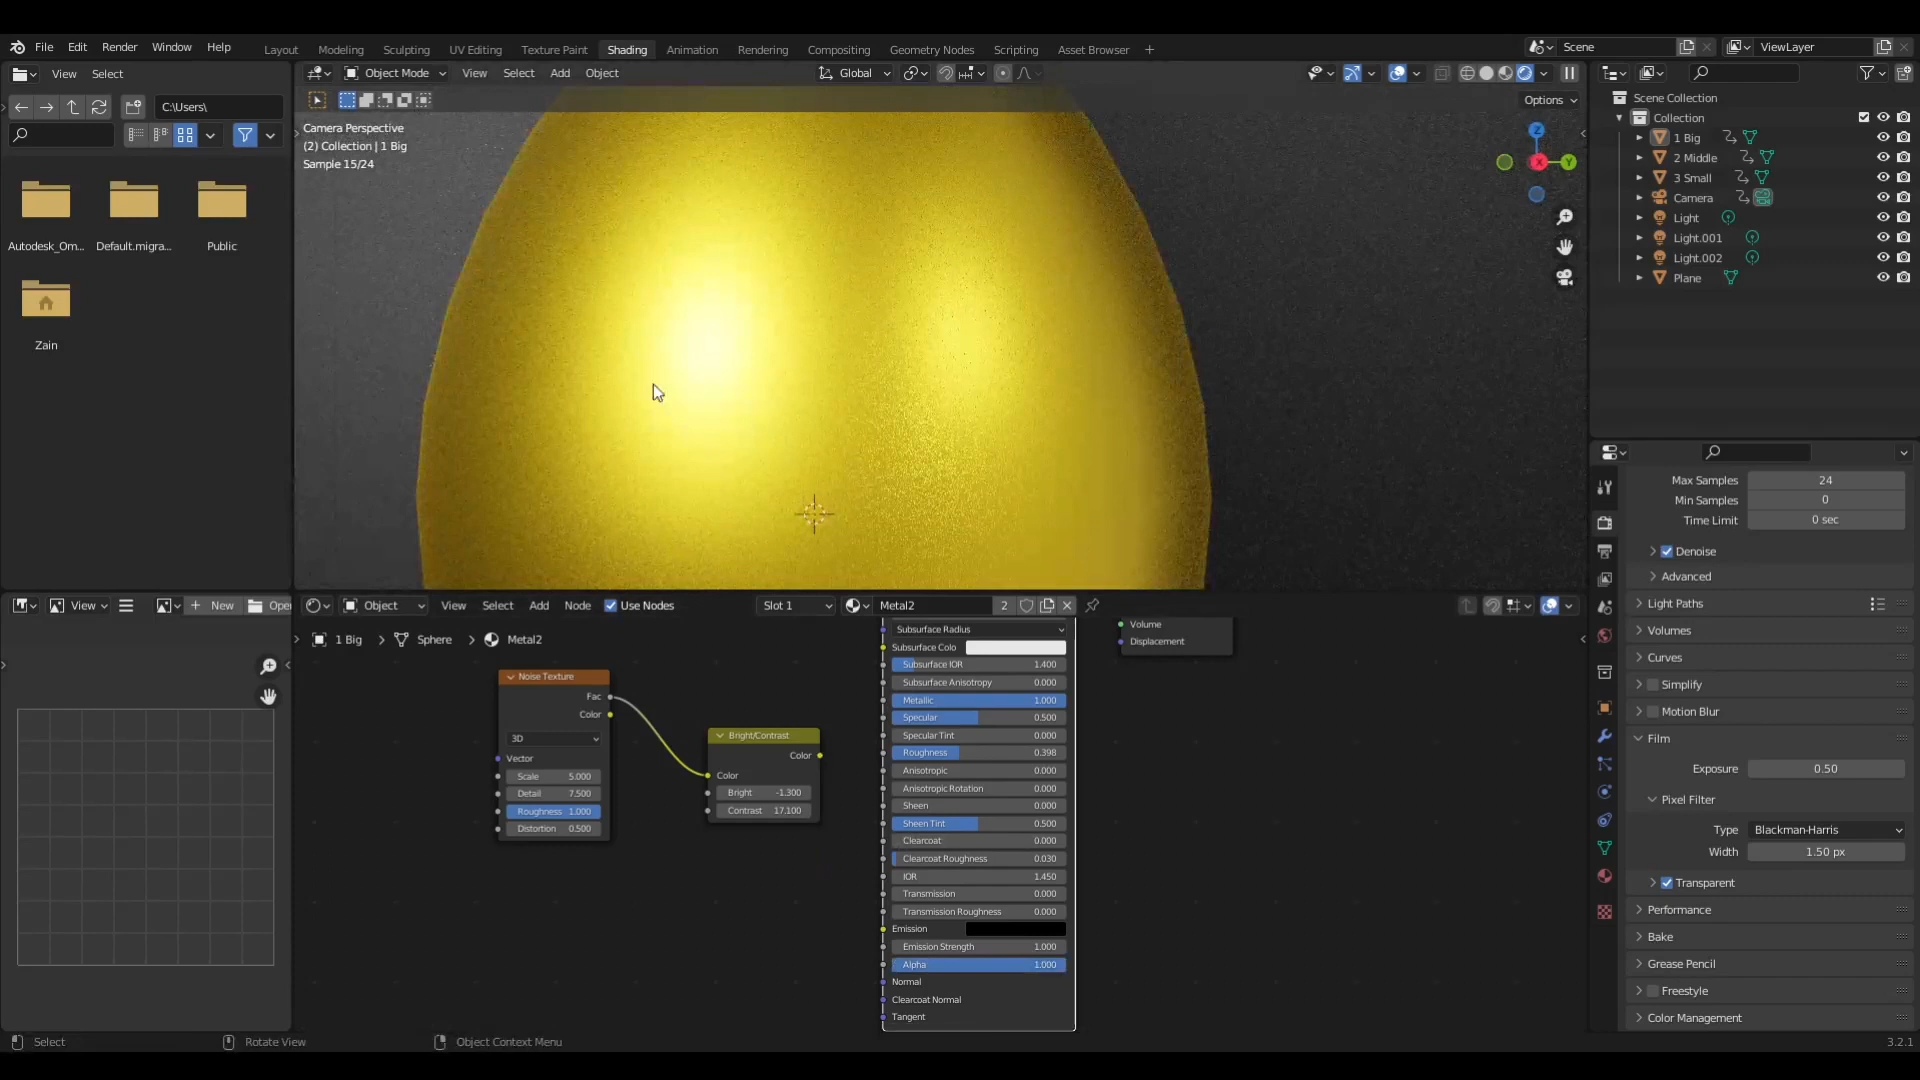 File Edit Render Window Help
Layout Modeling Sculpting UV Editing Texture Paint Shading Animation Rendering Compositing Geometry Nodes Scripting Asset Browser +
Scene
ViewLayer
View Select
Object Mode View Select Add Object
Global
C:\Users\
Options
Camera Perspective
(2) Collection | 1 Big
Sample 15/24
Z
X
Y
Autodesk_Om... Default.migra... Public
Zain
Scene Collection
Collection
1 Big
2 Middle
3 Small
Camera
Light
Light.001
Light.002
Plane
Max Samples 24
Min Samples 0
Time Limit 0 sec
Denoise
Advanced
Light Paths
Volumes
Curves
Simplify
Motion Blur
Film
Exposure 0.50
Pixel Filter
Type Blackman-Harris
Width 1.50 px
Transparent
Performance
Bake
Grease Pencil
Freestyle
Color Management
View
New
Open
Object View Select Add Node Use Nodes
Slot 1
Metal2 2
1 Big > Sphere > Metal2
Noise Texture
Fac
Color
3D
Vector
Scale 5.000
Detail 7.500
Roughness 1.000
Distortion 0.500
Bright/Contrast
Color
Color
Bright -1.300
Contrast 17.100
Subsurface Radius
Subsurface Colo
Subsurface IOR 1.400
Subsurface Anisotropy 0.000
Metallic 1.000
Specular 0.500
Specular Tint 0.000
Roughness 0.398
Anisotropic 0.000
Anisotropic Rotation 0.000
Sheen 0.000
Sheen Tint 0.500
Clearcoat 0.000
Clearcoat Roughness 0.030
IOR 1.450
Transmission 0.000
Transmission Roughness 0.000
Emission
Emission Strength 1.000
Alpha 1.000
Normal
Clearcoat Normal
Tangent
Volume
Displacement
Select
Rotate View
Object Context Menu
3.2.1